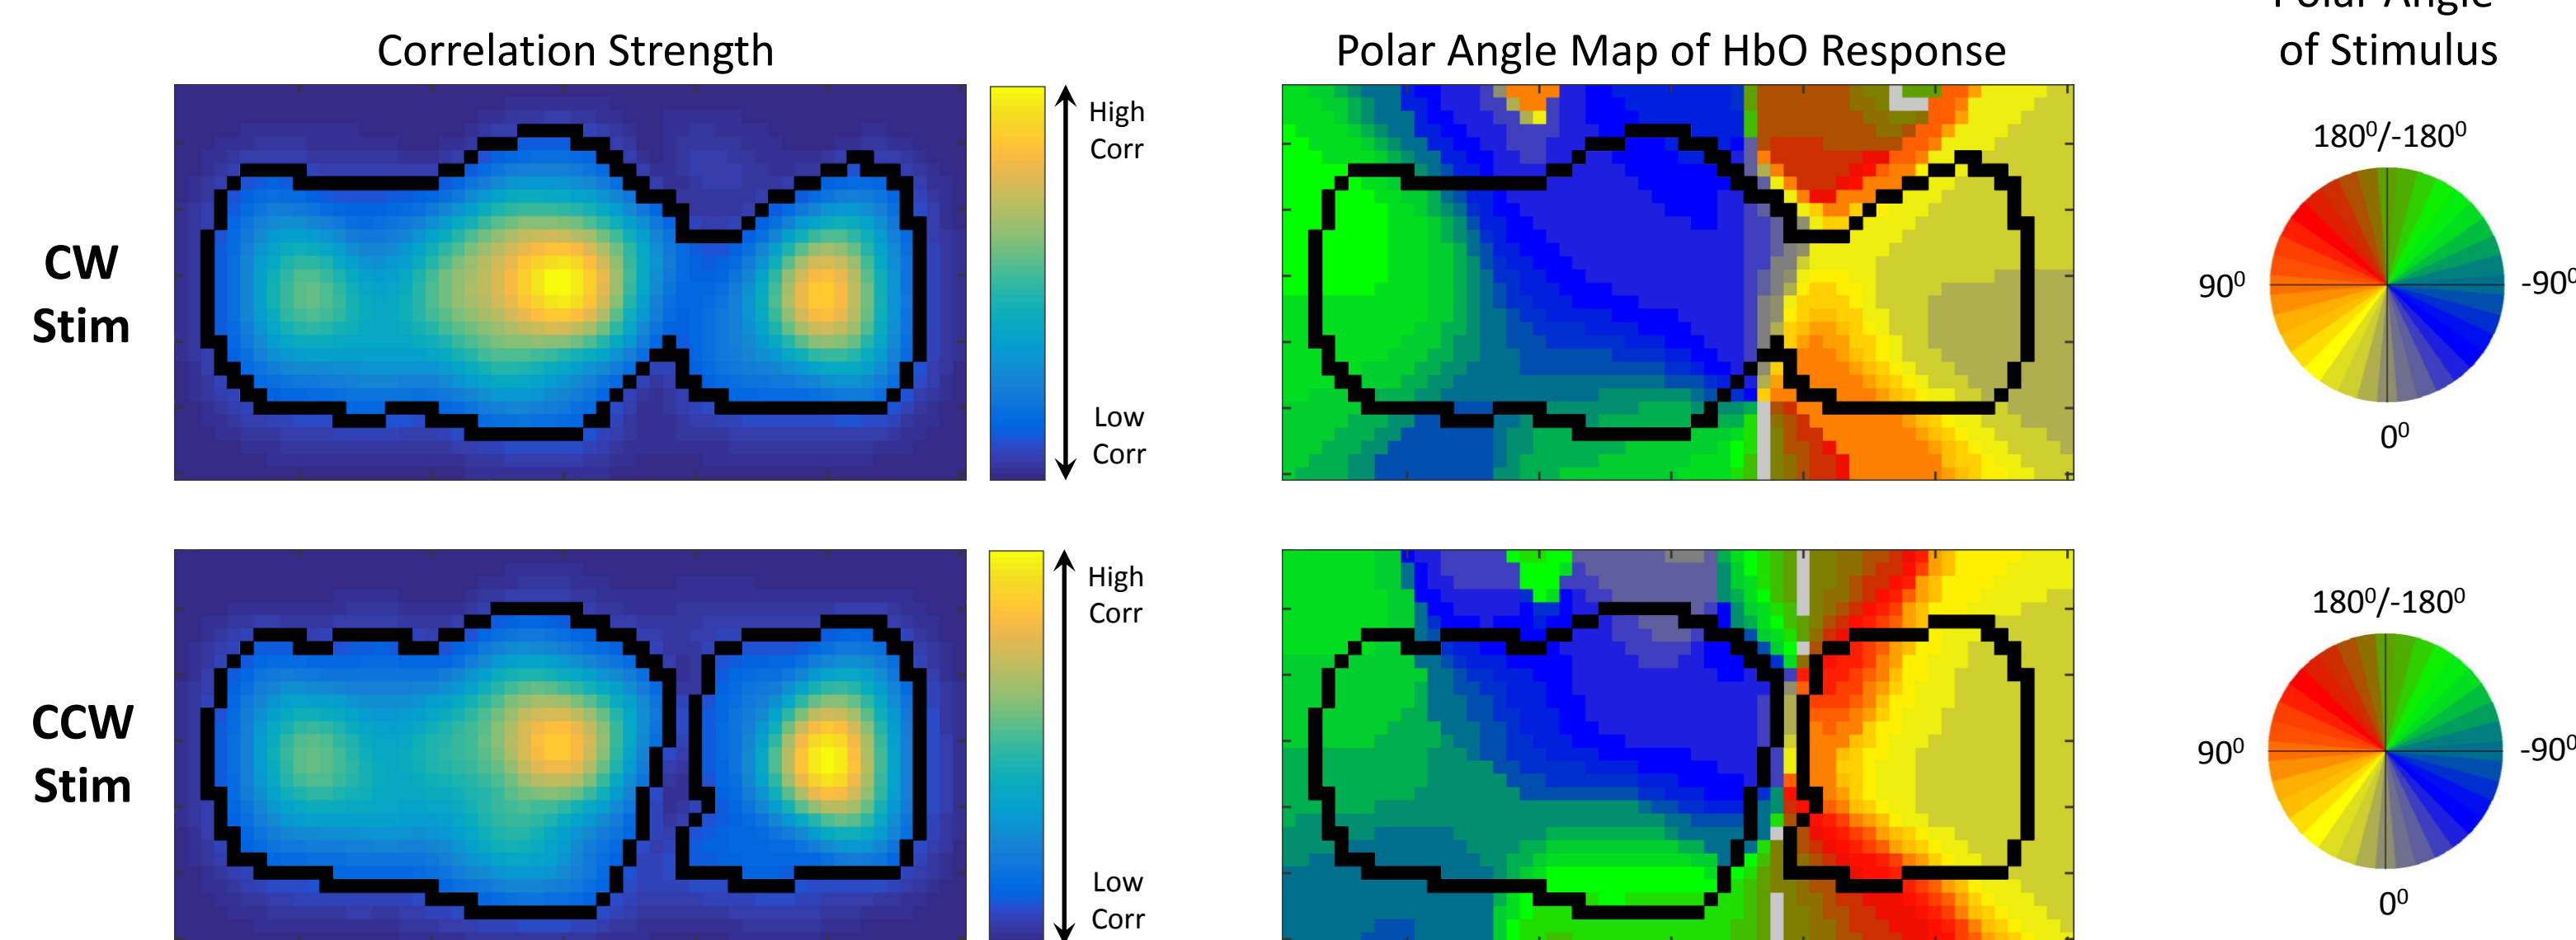 Polar Angle
Correlation Strength
Polar Angle Map of HbO Response
of Stimulus
High
Corr
180⁰/-180⁰
CW
Stim
90⁰
-90⁰
Low
Corr
0⁰
High
Corr
180⁰/-180⁰
CCW
Stim
90⁰
-90⁰
Low
Corr
0⁰